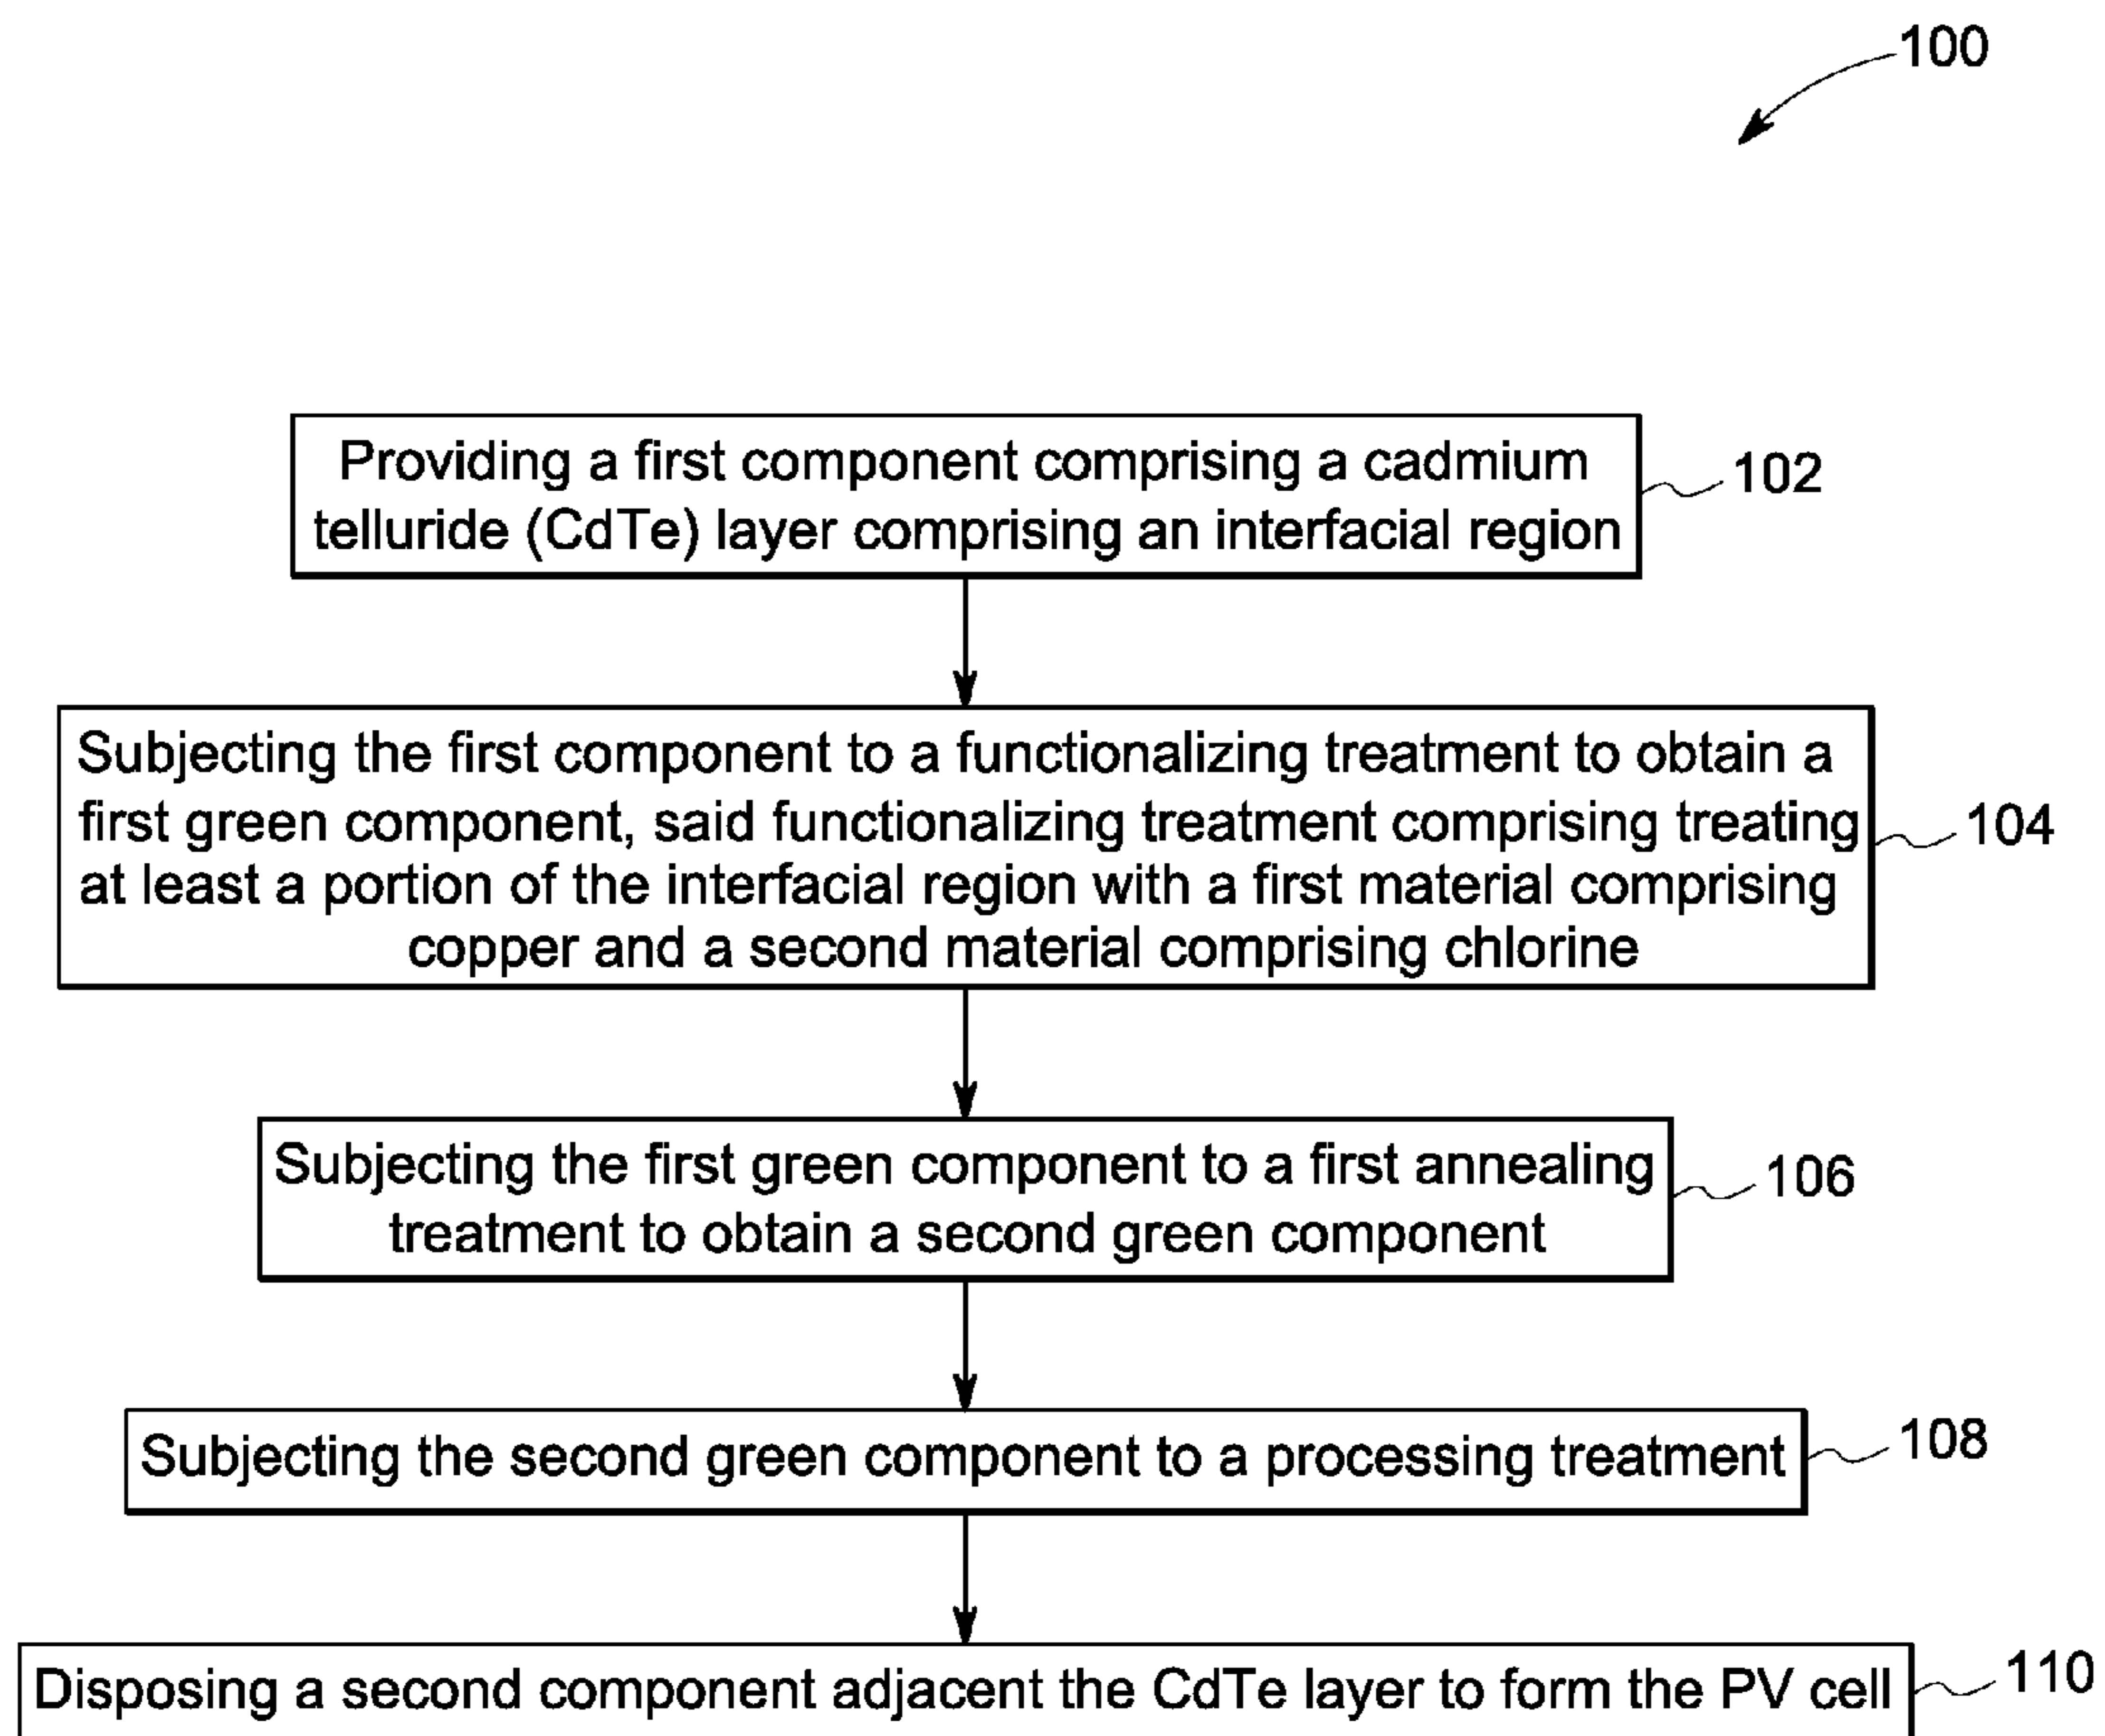 100
Providing a first component comprising a cadmium
telluride (CdTe) layer comprising an interfacial region
102
Subjecting the first component to a functionalizing treatment to obtain a
first green component, said functionalizing treatment comprising treating
at least a portion of the interfacial region with a first material comprising
copper and a second material comprising chlorine
104
Subjecting the first green component to a first annealing
treatment to obtain a second green component
106
Subjecting the second green component to a processing treatment
108
Disposing a second component adjacent the CdTe layer to form the PV cell
110